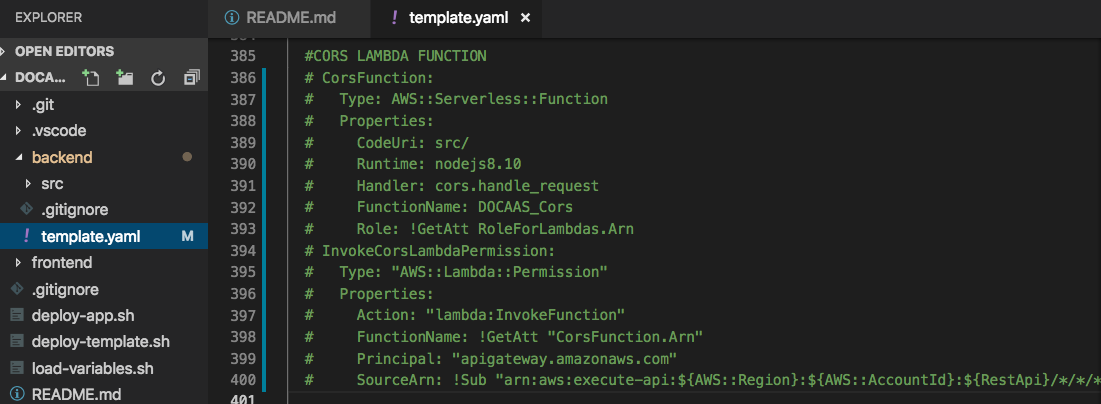 EXPLORER
README.md
template.yaml
OPEN EDITORS
DOCA...
.git
.vscode
backend
src
.gitignore
template.yaml M
frontend
.gitignore
deploy-app.sh
deploy-template.sh
load-variables.sh
README.md
385 #CORS LAMBDA FUNCTION
386 # CorsFunction:
387 #   Type: AWS::Serverless::Function
388 #   Properties:
389 #     CodeUri: src/
390 #     Runtime: nodejs8.10
391 #     Handler: cors.handle_request
392 #     FunctionName: DOCAAS_Cors
393 #     Role: !GetAtt RoleForLambdas.Arn
394 # InvokeCorsLambdaPermission:
395 #   Type: "AWS::Lambda::Permission"
396 #   Properties:
397 #     Action: "lambda:InvokeFunction"
398 #     FunctionName: !GetAtt "CorsFunction.Arn"
399 #     Principal: "apigateway.amazonaws.com"
400 #     SourceArn: !Sub "arn:aws:execute-api:${AWS::Region}:${AWS::AccountId}:${RestApi}/*/*/*
401